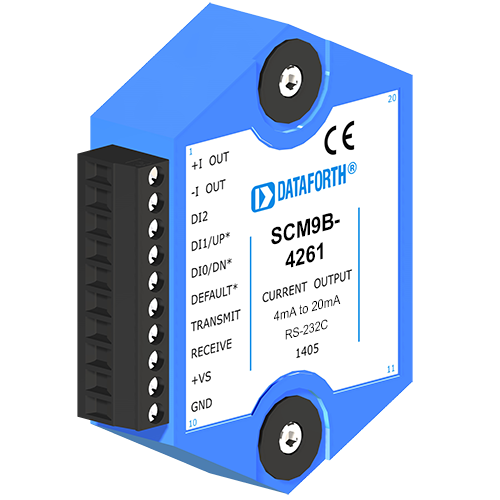 1
20
+I OUT
-I OUT
DI2
DI1/UP*
DI0/DN*
DEFAULT*
TRANSMIT
RECEIVE
+VS
GND
10
CE
DATAFORTH®
SCM9B-
4261
CURRENT OUTPUT
4mA to 20mA
RS-232C
1405
11